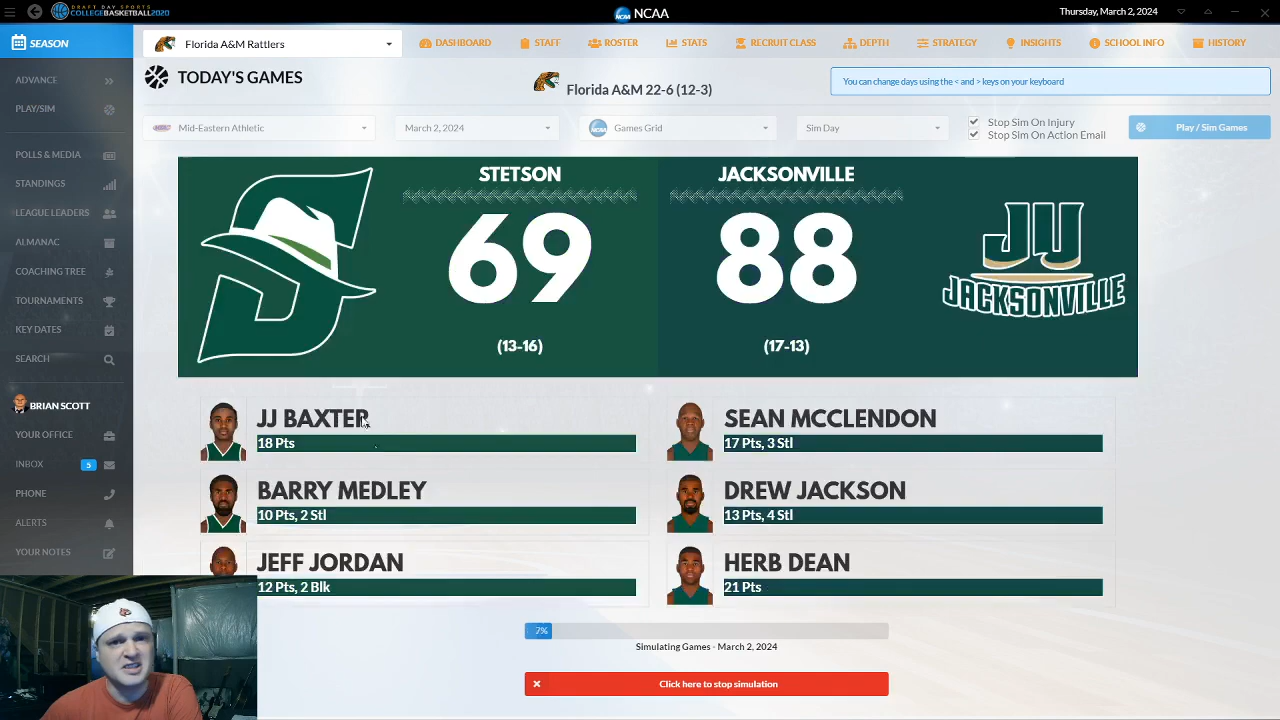 DRAFT DAY SPORTS
COLLEGEBASKETBALL2020
NCAA
Thursday, March 2, 2024
SEASON
Florida A&M Rattlers
DASHBOARD
STAFF
ROSTER
STATS
RECRUIT CLASS
DEPTH
STRATEGY
INSIGHTS
SCHOOL INFO
HISTORY
ADVANCE
PLAY/SIM
POLLS & MEDIA
STANDINGS
LEAGUE LEADERS
ALMANAC
COACHING TREE
TOURNAMENTS
KEY DATES
SEARCH
BRIAN SCOTT
YOUR OFFICE
INBOX 5
PHONE
ALERTS
YOUR NOTES
TODAY'S GAMES
Florida A&M 22-6 (12-3)
You can change days using the < and > keys on your keyboard
Mid-Eastern Athletic
March 2, 2024
NCAA
Games Grid
Sim Day
Stop Sim On Injury
Stop Sim On Action Email
Play / Sim Games
STETSON
69
(13-16)
JACKSONVILLE
88
(17-13)
JU
JACKSONVILLE
JJ BAXTER
18 Pts
SEAN MCCLENDON
17 Pts, 3 Stl
BARRY MEDLEY
10 Pts, 2 Stl
DREW JACKSON
13 Pts, 4 Stl
JEFF JORDAN
12 Pts, 2 Blk
HERB DEAN
21 Pts
7%
Simulating Games - March 2, 2024
Click here to stop simulation